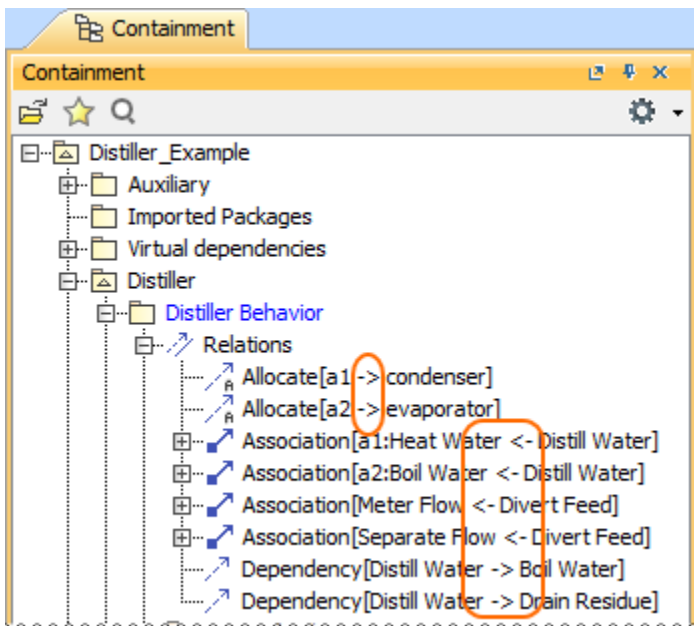 Containment
Containment
Distiller_Example
Auxiliary
Imported Packages
Virtual dependencies
Distiller
Distiller Behavior
Relations
Allocate[a1 -> condenser]
Allocate[a2 -> evaporator]
Association[a1:Heat Water <- Distill Water]
Association[a2:Boil Water <- Distill Water]
Association[Meter Flow <- Divert Feed]
Association[Separate Flow <- Divert Feed]
Dependency[Distill Water -> Boil Water]
Dependency[Distill Water -> Drain Residue]